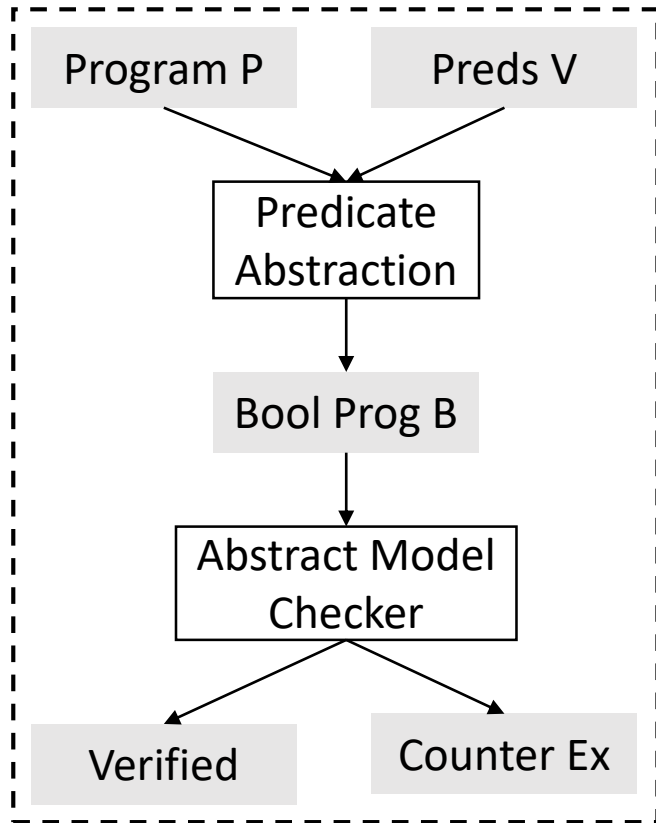 Program P
Preds V
Predicate
Abstraction
Bool Prog B
Abstract Model
Checker
Verified
Counter Ex